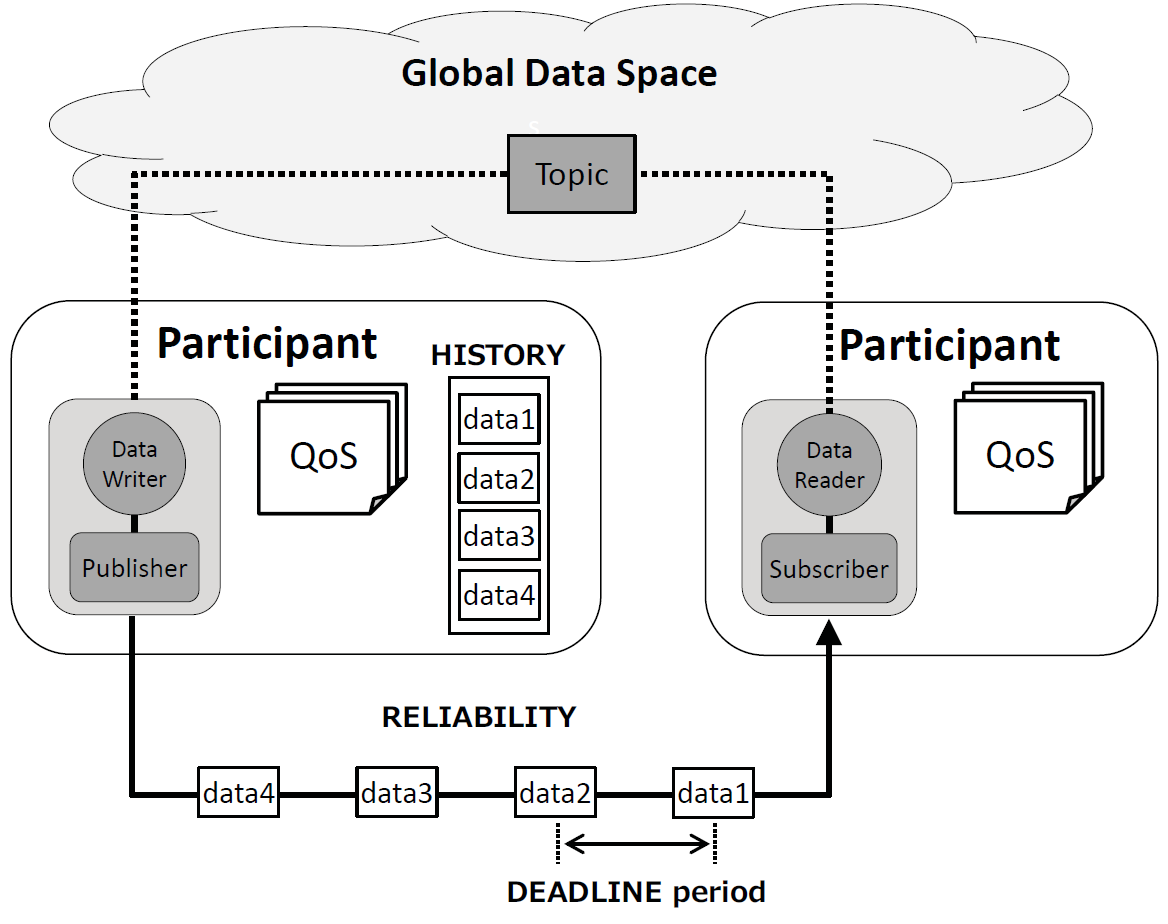 Global Data Space
s
Topic
Participant
HISTORY
data1
data2
data3
data4
QoS
Data
Writer
Publisher
Participant
QoS
Data
Reader
Subscriber
RELIABILITY
data4
data3
data2
data1
DEADLINE period